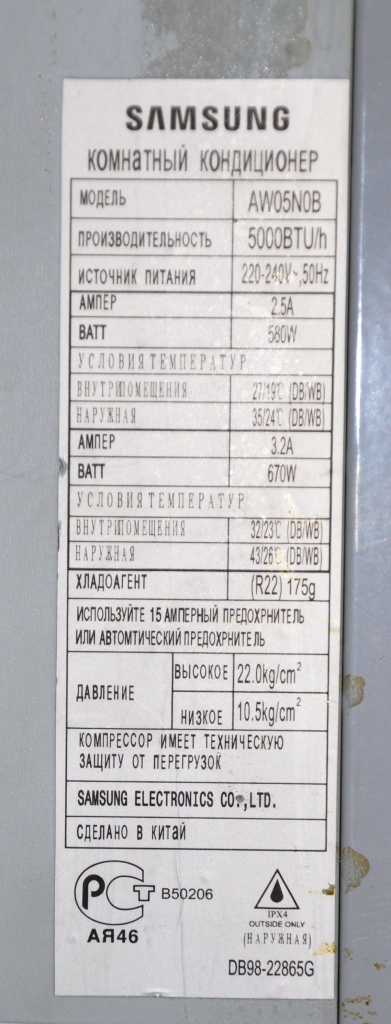 SAMSUNG
КОМНАТНЫЙ КОНДИЦИОНЕР
МОДЕЛЬ AW05N0B
ПРОИЗВОДИТЕЛЬНОСТЬ 5000BTU/h
ИСТОЧНИК ПИТАНИЯ 220-240V~,50Hz
АМПЕР 2.5A
ВАТТ 580W
УСЛОВИЯ ТЕМПЕРАТУР
ВНУТРИПОМЕЩЕНИЯ 27/19℃ (DB/WB)
НАРУЖНАЯ 35/24℃ (DB/WB)
АМПЕР 3.2A
ВАТТ 670W
УСЛОВИЯ ТЕМПЕРАТУР
ВНУТРИПОМЕЩЕНИЯ 32/23℃ (DB/WB)
НАРУЖНАЯ 43/26℃ (DB/WB)
ХЛАДОАГЕНТ (R22) 175g
ИСПОЛЬЗУЙТЕ 15 АМПЕРНЫЙ ПРЕДОХРНИТЕЛЬ
ИЛИ АВТОМТИЧЕСКИЙ ПРЕДОХРНИТЕЛЬ
ДАВЛЕНИЕ
ВЫСОКОЕ 22.0kg/cm²
НИЗКОЕ 10.5kg/cm²
КОМПРЕССОР ИМЕЕТ ТЕХНИЧЕСКУЮ
ЗАЩИТУ ОТ ПЕРЕГРУЗОК
SAMSUNG ELECTRONICS CO.,LTD.
СДЕЛАНО В КИТАЙ
РСТ B50206
АЯ46
IPX4
OUTSIDE ONLY
(НАРУЖНАЯ)
DB98-22865G